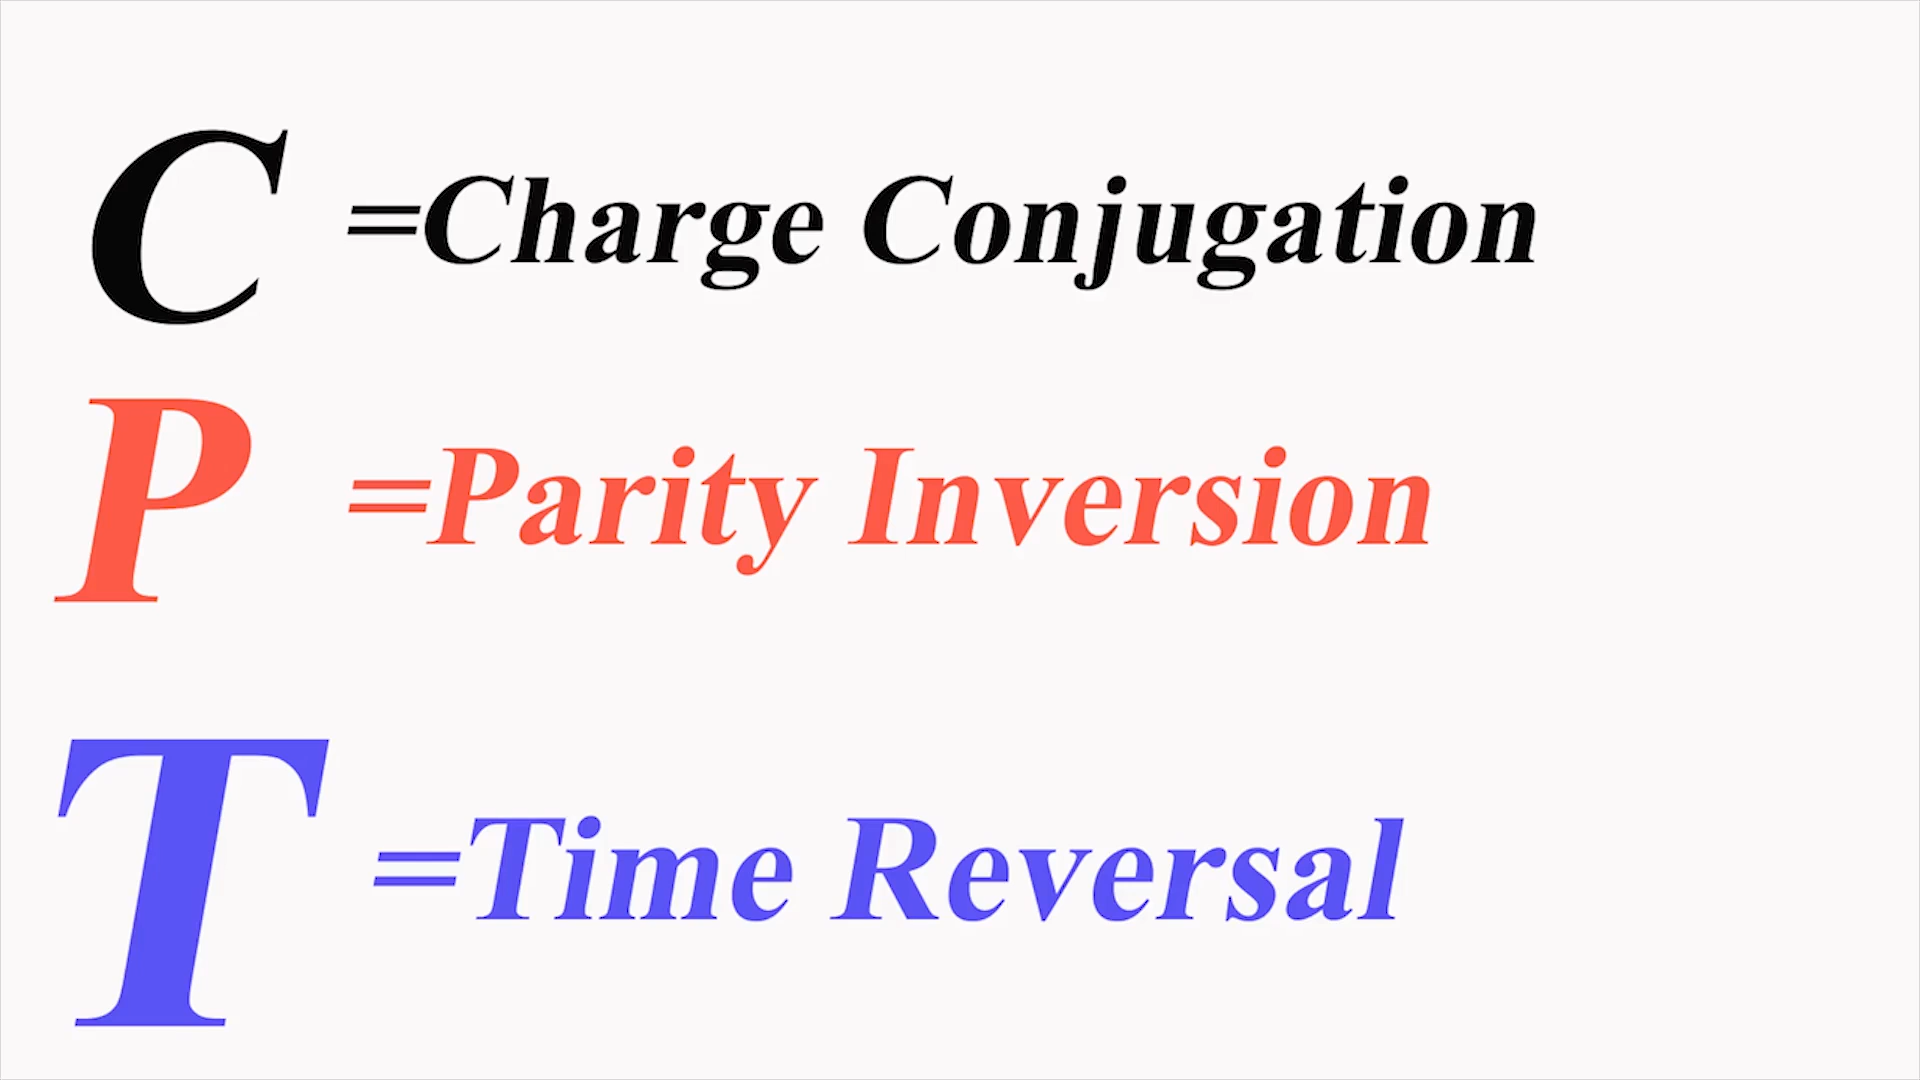 C =Charge Conjugation
P =Parity Inversion
T =Time Reversal